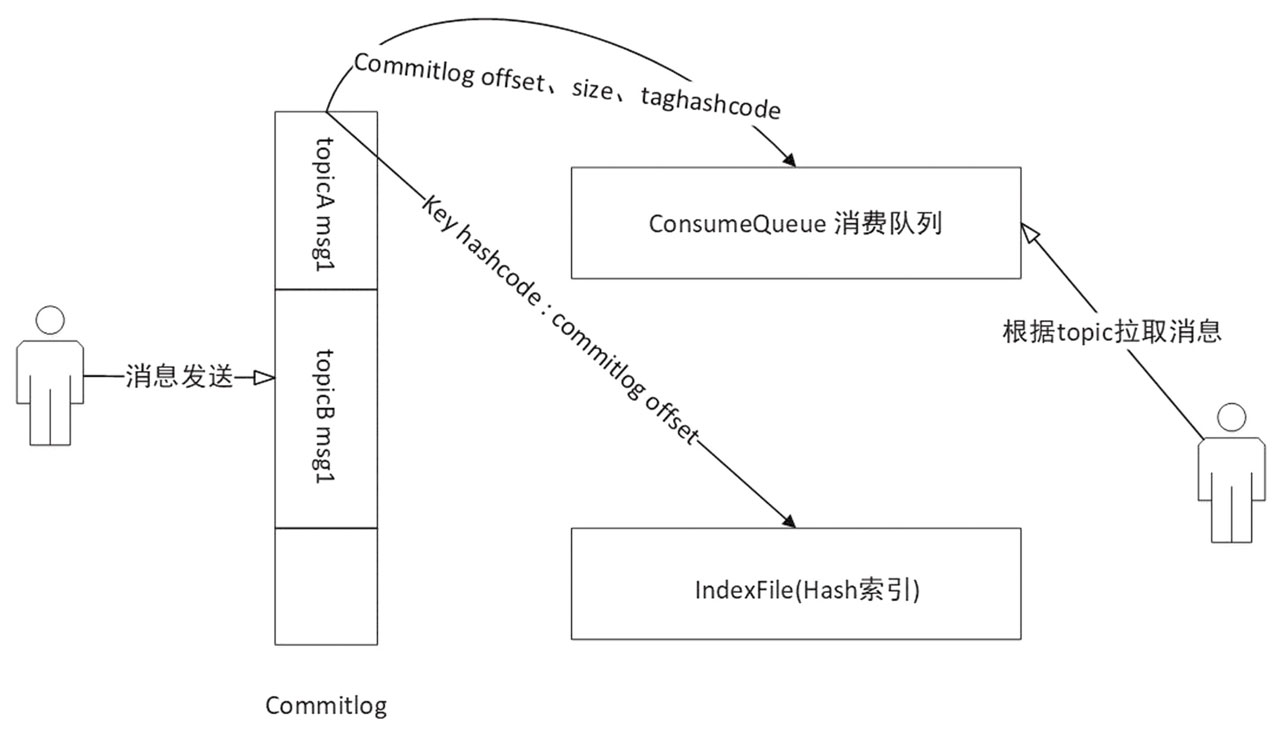 Commitlog offset、size、taghashcode
topicA msg1
Key hashcode : commitlog offset
ConsumeQueue 消费队列
根据topic拉取消息
消息发送
topicB msg1
IndexFile(Hash索引)
Commitlog